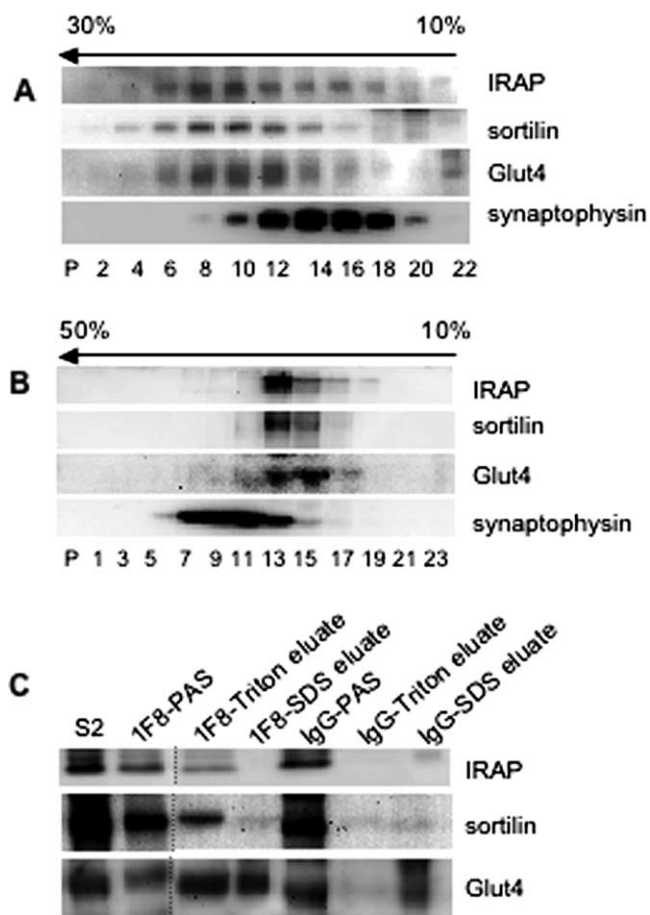 30% 10%
A
IRAP
sortilin
Glut4
synaptophysin
P 2 4 6 8 10 12 14 16 18 20 22
50% 10%
B
IRAP
sortilin
Glut4
synaptophysin
P 1 3 5 7 9 11 13 15 17 19 21 23
C
S2 1F8-PAS 1F8-Triton eluate 1F8-SDS eluate IgG-PAS IgG-Triton eluate IgG-SDS eluate
IRAP
sortilin
Glut4